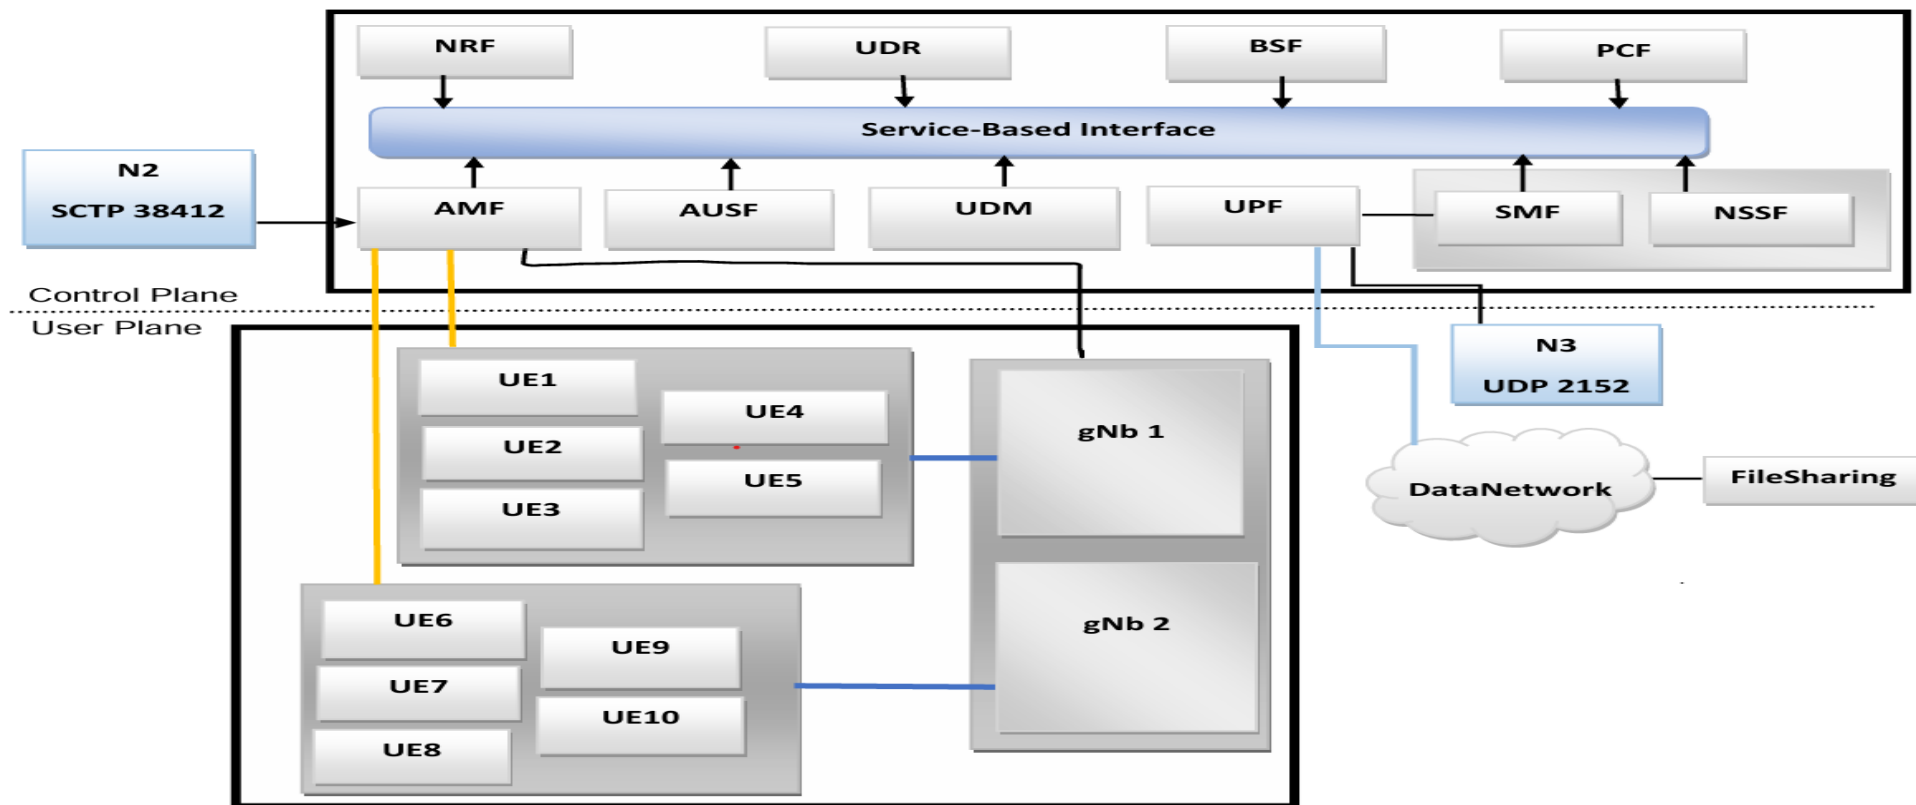 NRF
UDR
BSF
PCF
Service-Based Interface
N2
SCTP 38412
AMF
AUSF
UDM
UPF
SMF
NSSF
Control Plane
User Plane
UE1
UE2
UE3
UE4
UE5
gNb 1
N3
UDP 2152
DataNetwork
FileSharing
UE6
UE7
UE8
UE9
UE10
gNb 2